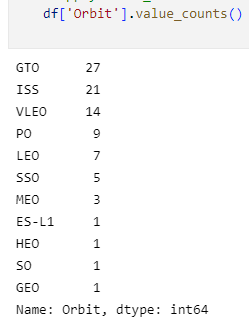 df['Orbit'].value_counts()
GTO 27
ISS 21
VLEO 14
PO 9
LEO 7
SSO 5
MEO 3
ES-L1 1
HEO 1
SO 1
GEO 1
Name: Orbit, dtype: int64